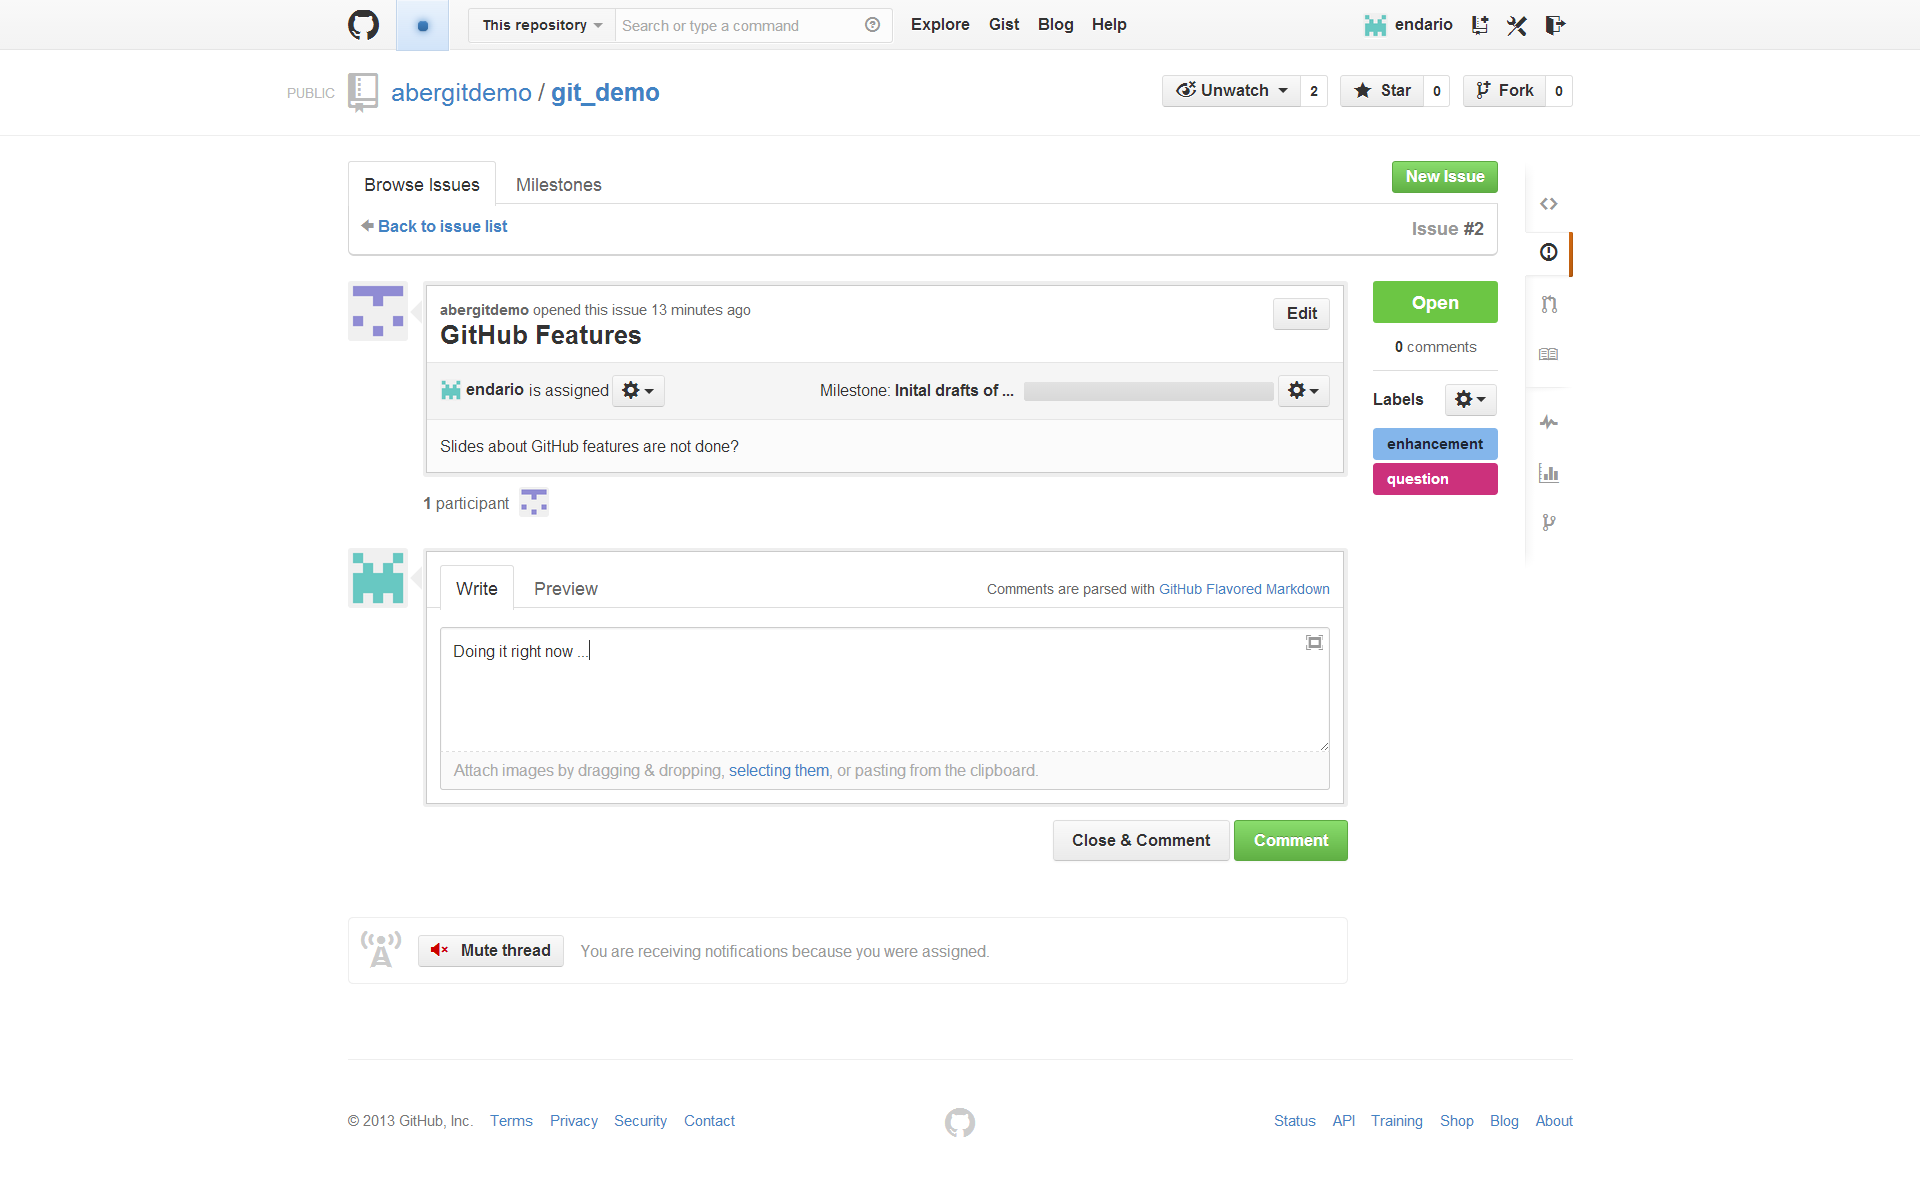 This repository Search or type a command Explore Gist Blog Help endario
PUBLIC abergitdemo / git_demo Unwatch 2 Star 0 Fork 0
Browse Issues Milestones New Issue
Back to issue list Issue #2
abergitdemo opened this issue 13 minutes ago Edit
GitHub Features
Open
0 comments
endario is assigned Milestone: Inital drafts of ...
Labels
Slides about GitHub features are not done?
enhancement
question
1 participant
Write Preview Comments are parsed with GitHub Flavored Markdown
Doing it right now ...
Attach images by dragging & dropping, selecting them, or pasting from the clipboard.
Close & Comment Comment
Mute thread You are receiving notifications because you were assigned.
© 2013 GitHub, Inc. Terms Privacy Security Contact Status API Training Shop Blog About